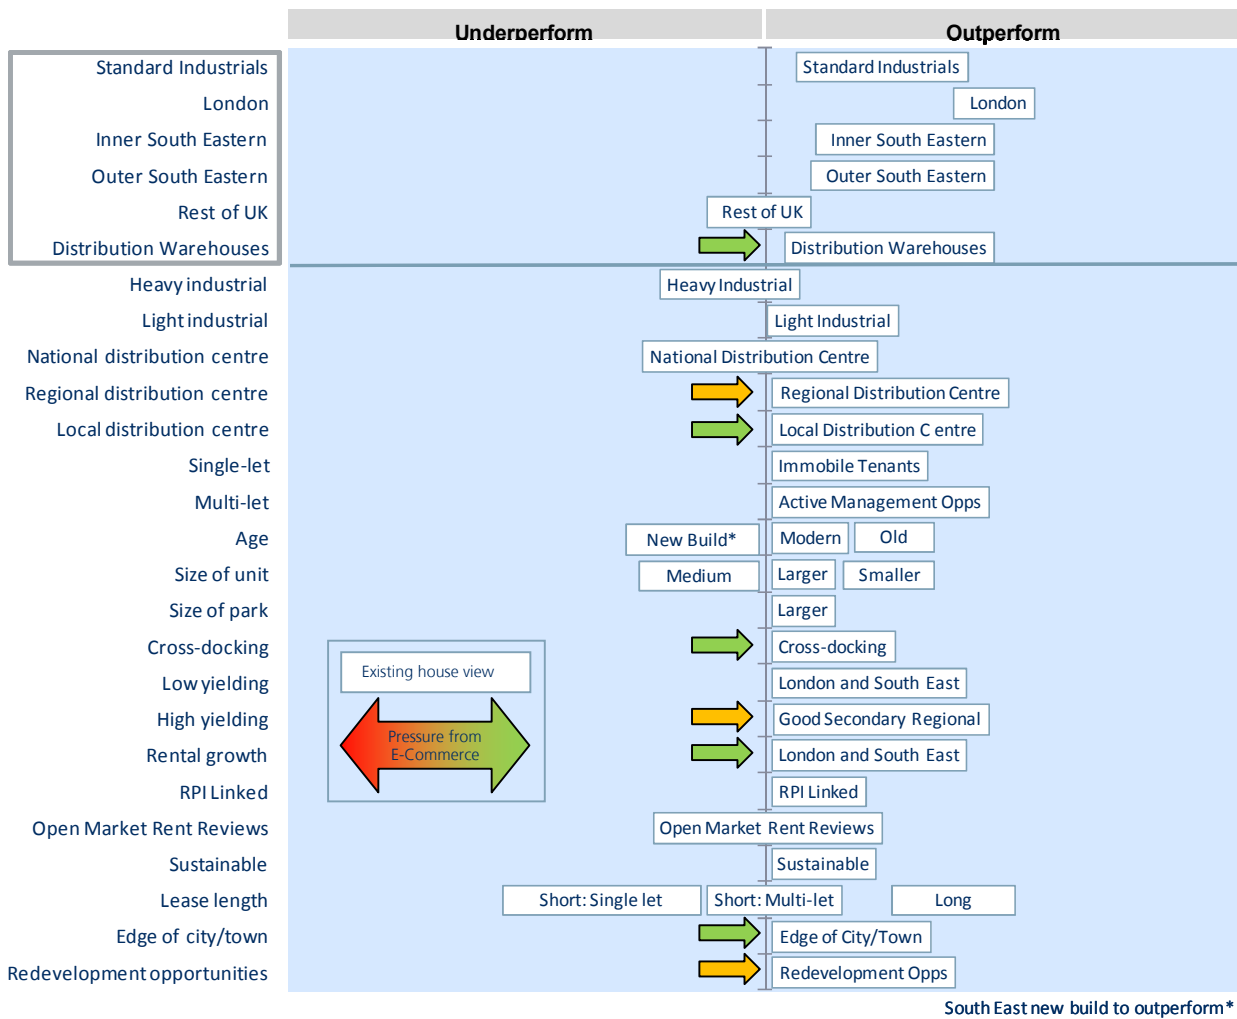 Underperform Outperform
Standard Industrials Standard Industrials
London London
Inner South Eastern Inner South Eastern
Outer South Eastern Outer South Eastern
Rest of UK Rest of UK
Distribution Warehouses Distribution Warehouses
Heavy industrial Heavy Industrial
Light industrial Light Industrial
National distribution centre National Distribution Centre
Regional distribution centre Regional Distribution Centre
Local distribution centre Local Distribution C entre
Single-let Immobile Tenants
Multi-let Active Management Opps
Age New Build* Modern Old
Size of unit Medium Larger Smaller
Size of park Larger
Cross-docking Cross-docking
Existing house view
Low yielding London and South East
High yielding Good Secondary Regional
Pressure from
E-Commerce
Rental growth London and South East
RPI Linked RPI Linked
Open Market Rent Reviews Open Market Rent Reviews
Sustainable Sustainable
Lease length Short: Single let Short: Multi-let Long
Edge of city/town Edge of City/Town
Redevelopment opportunities Redevelopment Opps
South East new build to outperform*